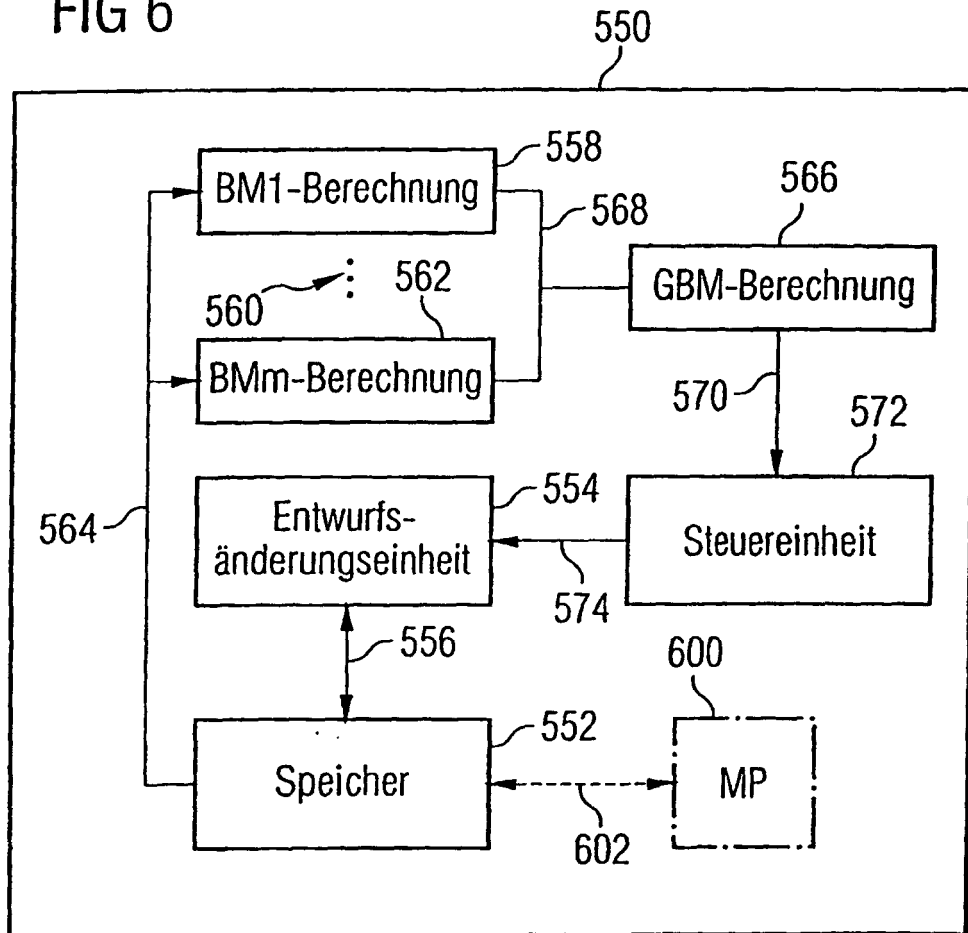 FIG 6
550
558
BM1-Berechnung
568
566
GBM-Berechnung
560
562
BMm-Berechnung
570
572
564
554
Entwurfs-
änderungseinheit
574
Steuereinheit
556
600
552
Speicher
602
MP